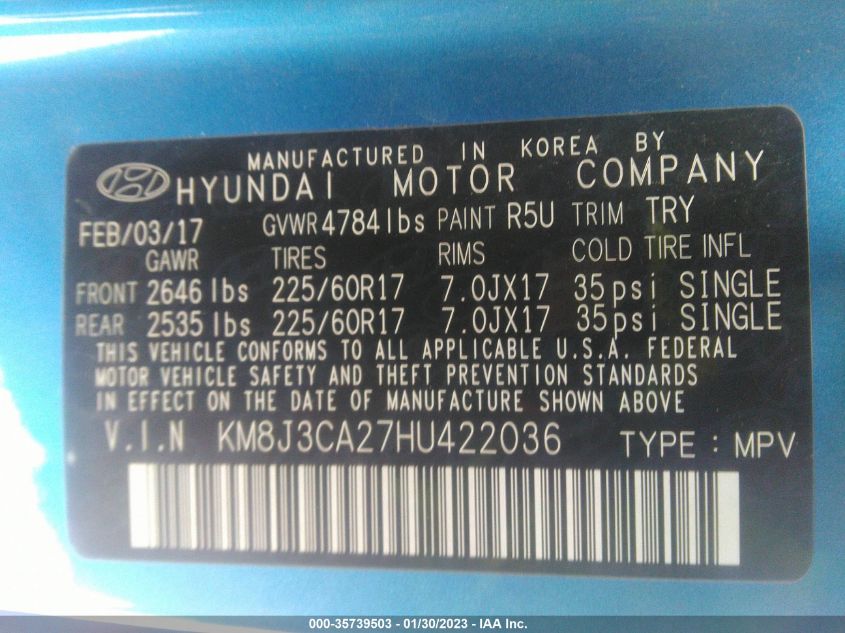 MANUFACTURED IN KOREA BY
HYUNDAI MOTOR COMPANY
FEB/03/17 GVWR 4784 lbs PAINT R5U TRIM TRY
GAWR TIRES RIMS COLD TIRE INFL
FRONT 2646 lbs 225/60R17 7.0JX17 35psi SINGLE
REAR 2535 lbs 225/60R17 7.0JX17 35psi SINGLE
THIS VEHICLE CONFORMS TO ALL APPLICABLE U.S.A. FEDERAL
MOTOR VEHICLE SAFETY AND THEFT PREVENTION STANDARDS
IN EFFECT ON THE DATE OF MANUFACTURE SHOWN ABOVE
V.I.N KM8J3CA27HU422036 TYPE : MPV
000-35739503 - 01/30/2023 - IAA Inc.